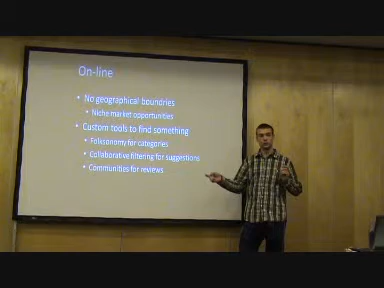 On-line
• No geographical boundries
• Niche market opportunities
• Custom tools to find something
• Folksonomy for categories
• Collaborative filtering for suggestions
• Communities for reviews